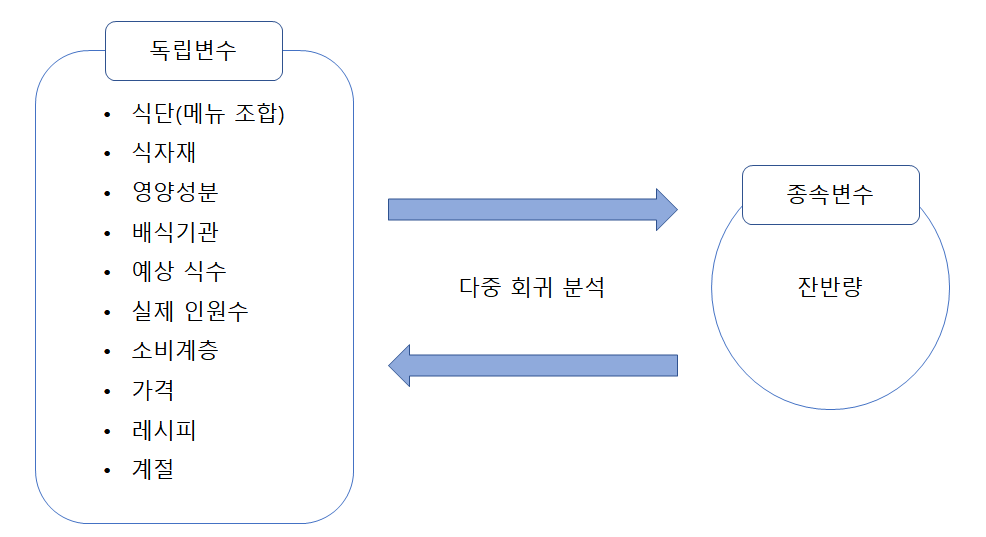 독립변수
• 식단(메뉴 조합)
• 식자재
• 영양성분
• 배식기관
• 예상 식수
• 실제 인원수
• 소비계층
• 가격
• 레시피
• 계절
다중 회귀 분석
종속변수
잔반량